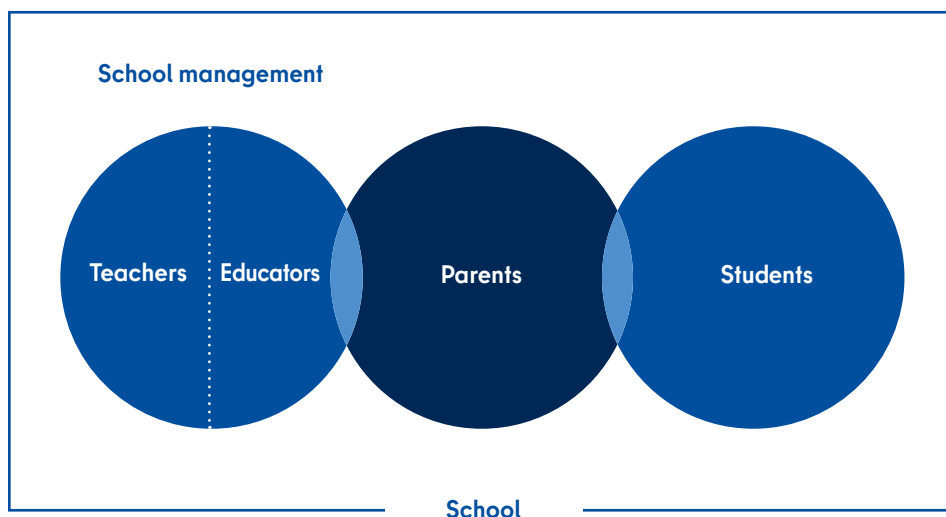 School management
Teachers
Educators
Parents
Students
School